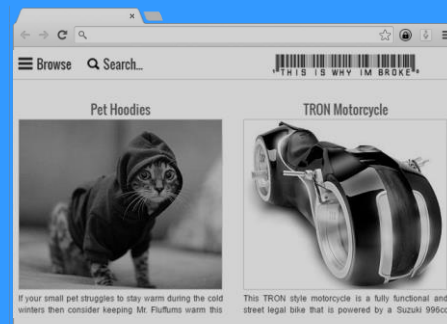 Browse Search...
"THIS IS WHY IM BROKE"
Pet Hoodies
TRON Motorcycle
If your small pet struggles to stay warm during the cold
winters then consider keeping Mr. Fluffums warm this
This TRON style motorcycle is a fully functional and
street legal bike that is powered by a Suzuki 996cc